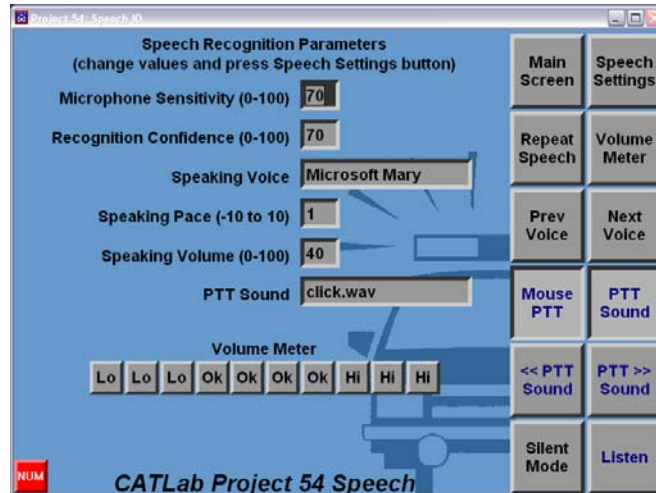 Project 54: Speech IO
Speech Recognition Parameters
(change values and press Speech Settings button)
Microphone Sensitivity (0-100) 70
Recognition Confidence (0-100) 70
Speaking Voice Microsoft Mary
Speaking Pace (-10 to 10) 1
Speaking Volume (0-100) 40
PTT Sound click.wav
Volume Meter
Lo Lo Lo Ok Ok Ok Ok Hi Hi Hi
NUM
CATLab Project 54 Speech
Main
Screen
Speech
Settings
Repeat
Speech
Volume
Meter
Prev
Voice
Next
Voice
Mouse
PTT
PTT
Sound
<< PTT
Sound
PTT >>
Sound
Silent
Mode
Listen